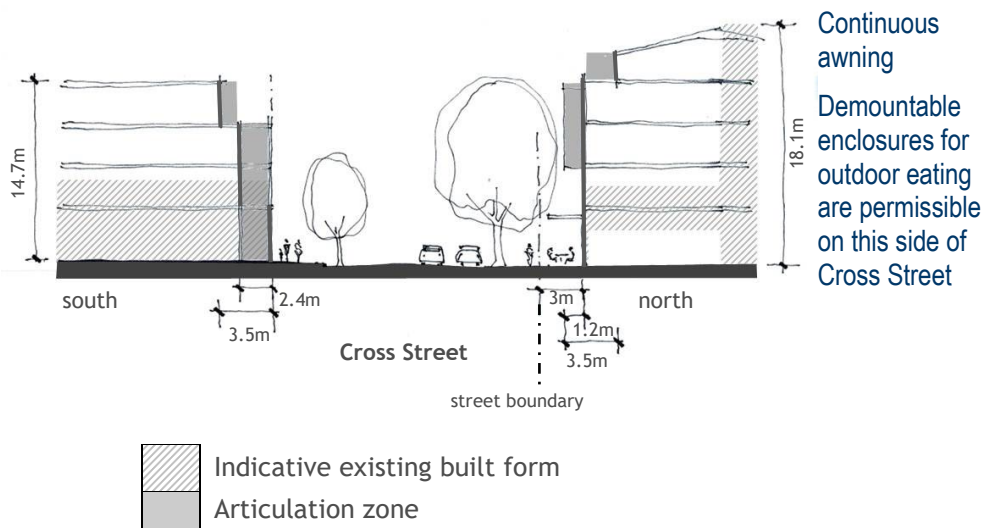 Continuous
awning
Demountable
enclosures for
outdoor eating
are permissible
on this side of
Cross Street
14.7m
18.1m
south
2.4m
3.5m
Cross Street
3m
north
1.2m
3.5m
street boundary
Indicative existing built form
Articulation zone